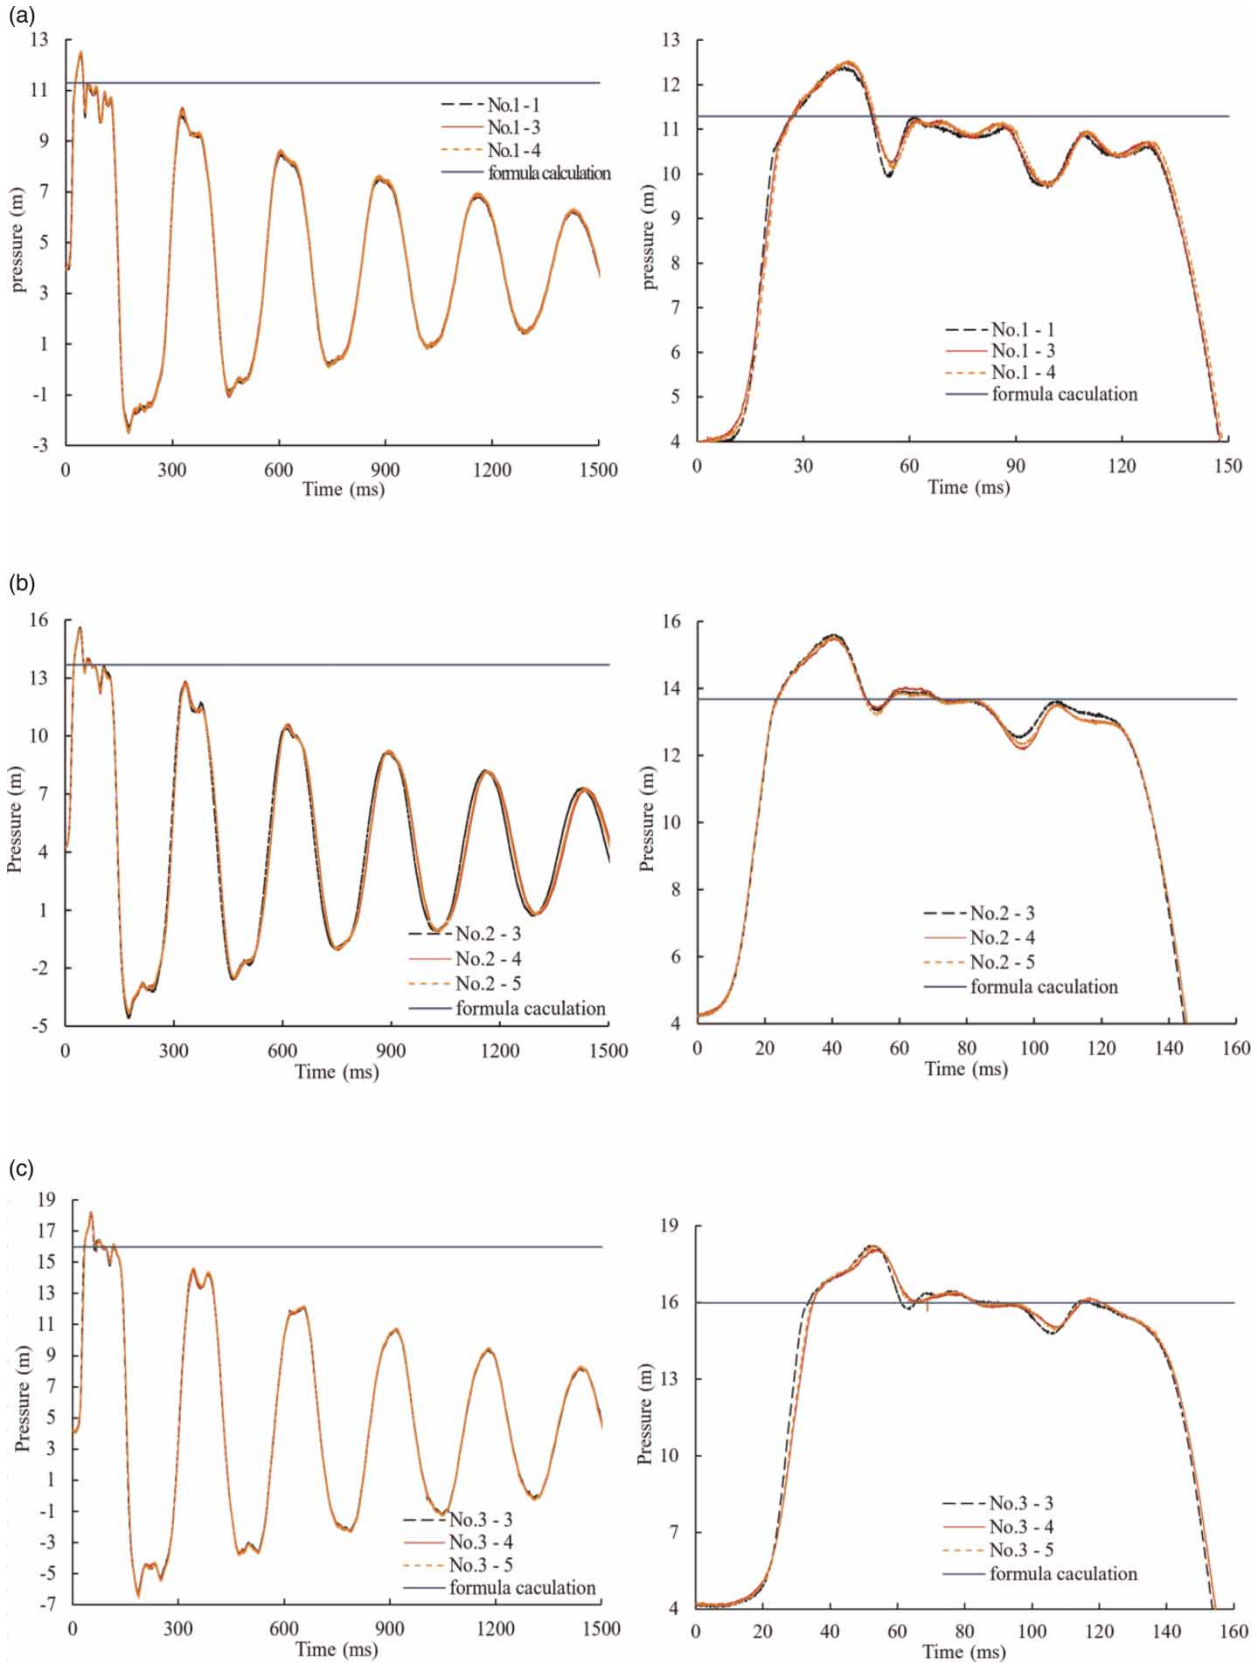 (a)
13
11
9
7
5
3
1
-1
-3
pressure (m)
No.1 - 1
No.1 - 3
No.1 - 4
formula calculation
0 300 600 900 1200 1500
Time (ms)
13
12
11
10
9
8
7
6
5
4
pressure (m)
No.1 - 1
No.1 - 3
No.1 - 4
formula caculation
0 30 60 90 120 150
Time (ms)
(b)
16
13
10
7
4
1
-2
-5
Pressure (m)
No.2 - 3
No.2 - 4
No.2 - 5
formula caculation
0 300 600 900 1200 1500
Time (ms)
16
14
12
10
8
6
4
Pressure (m)
No.2 - 3
No.2 - 4
No.2 - 5
formula caculation
0 20 40 60 80 100 120 140 160
Time (ms)
(c)
19
17
15
13
11
9
7
5
3
1
-1
-3
-5
-7
Pressure (m)
No.3 - 3
No.3 - 4
No.3 - 5
formula caculation
0 300 600 900 1200 1500
Time (ms)
19
16
13
10
7
4
Pressure (m)
No.3 - 3
No.3 - 4
No.3 - 5
formula caculation
0 20 40 60 80 100 120 140 160
Time (ms)